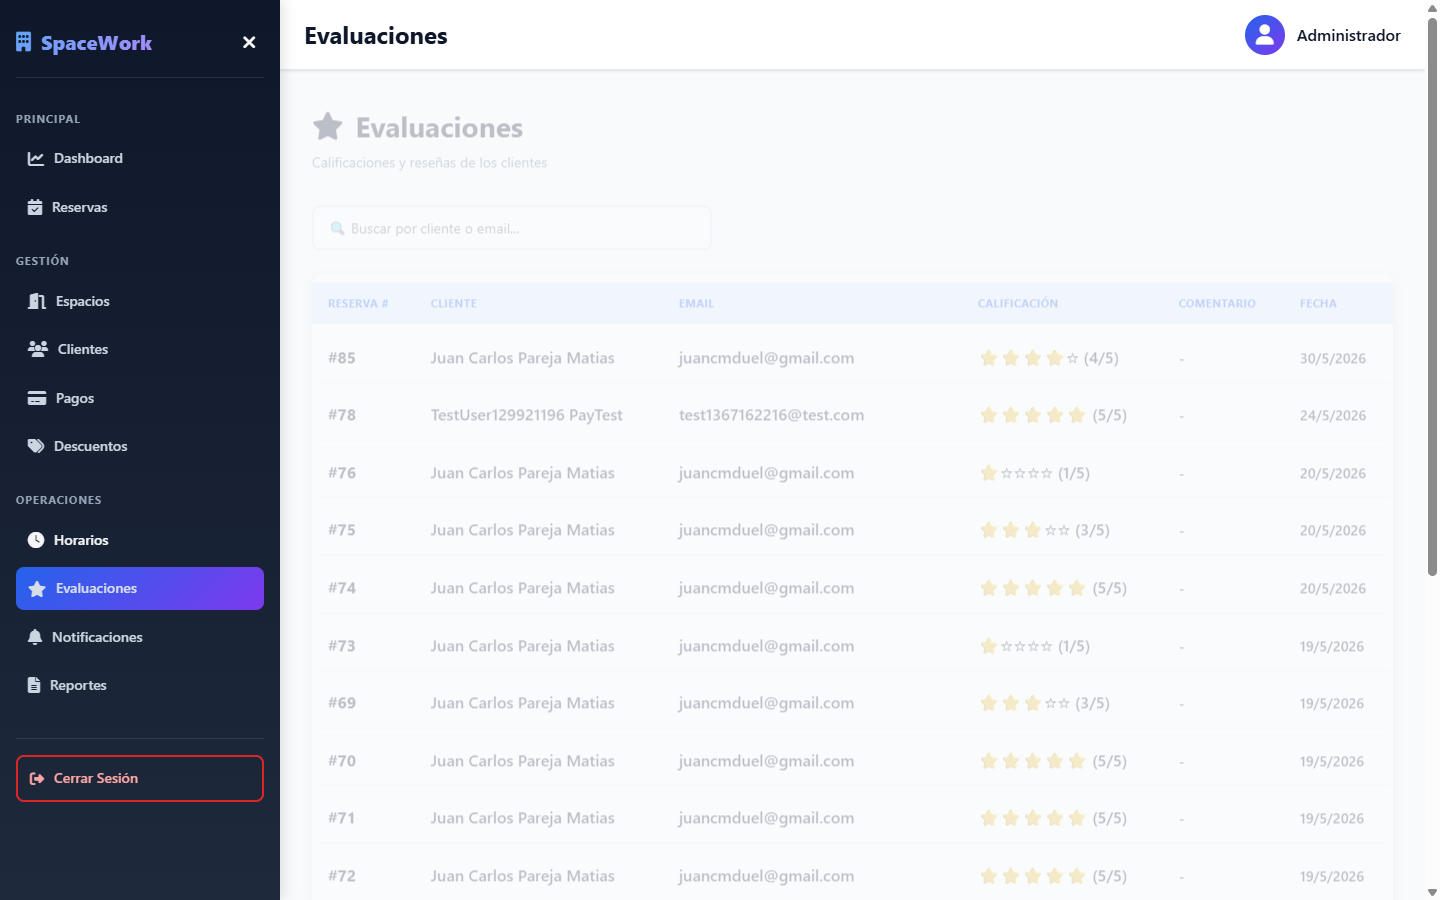 SpaceWork
PRINCIPAL
Dashboard
Reservas
GESTIÓN
Espacios
Clientes
Pagos
Descuentos
OPERACIONES
Horarios
Evaluaciones
Notificaciones
Reportes
Cerrar Sesión
Evaluaciones
Administrador
Evaluaciones
Calificaciones y reseñas de los clientes
Buscar por cliente o email...
RESERVA # CLIENTE EMAIL CALIFICACIÓN COMENTARIO FECHA
#85 Juan Carlos Pareja Matias juancmduel@gmail.com ⭐⭐⭐⭐☆ (4/5) - 30/5/2026
#78 TestUser129921196 PayTest test1367162216@test.com ⭐⭐⭐⭐⭐ (5/5) - 24/5/2026
#76 Juan Carlos Pareja Matias juancmduel@gmail.com ⭐☆☆☆☆ (1/5) - 20/5/2026
#75 Juan Carlos Pareja Matias juancmduel@gmail.com ⭐⭐⭐☆☆ (3/5) - 20/5/2026
#74 Juan Carlos Pareja Matias juancmduel@gmail.com ⭐⭐⭐⭐⭐ (5/5) - 20/5/2026
#73 Juan Carlos Pareja Matias juancmduel@gmail.com ⭐☆☆☆☆ (1/5) - 19/5/2026
#69 Juan Carlos Pareja Matias juancmduel@gmail.com ⭐⭐⭐☆☆ (3/5) - 19/5/2026
#70 Juan Carlos Pareja Matias juancmduel@gmail.com ⭐⭐⭐⭐⭐ (5/5) - 19/5/2026
#71 Juan Carlos Pareja Matias juancmduel@gmail.com ⭐⭐⭐⭐⭐ (5/5) - 19/5/2026
#72 Juan Carlos Pareja Matias juancmduel@gmail.com ⭐⭐⭐⭐⭐ (5/5) - 19/5/2026